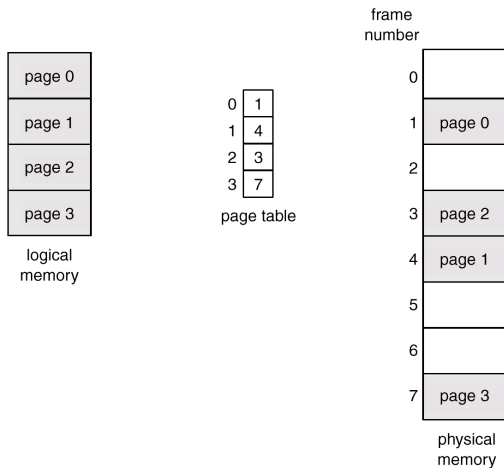 frame
number
page 0
page 1
page 2
page 3
logical
memory
0 1
1 4
2 3
3 7
page table
0
1 page 0
2
3 page 2
4 page 1
5
6
7 page 3
physical
memory